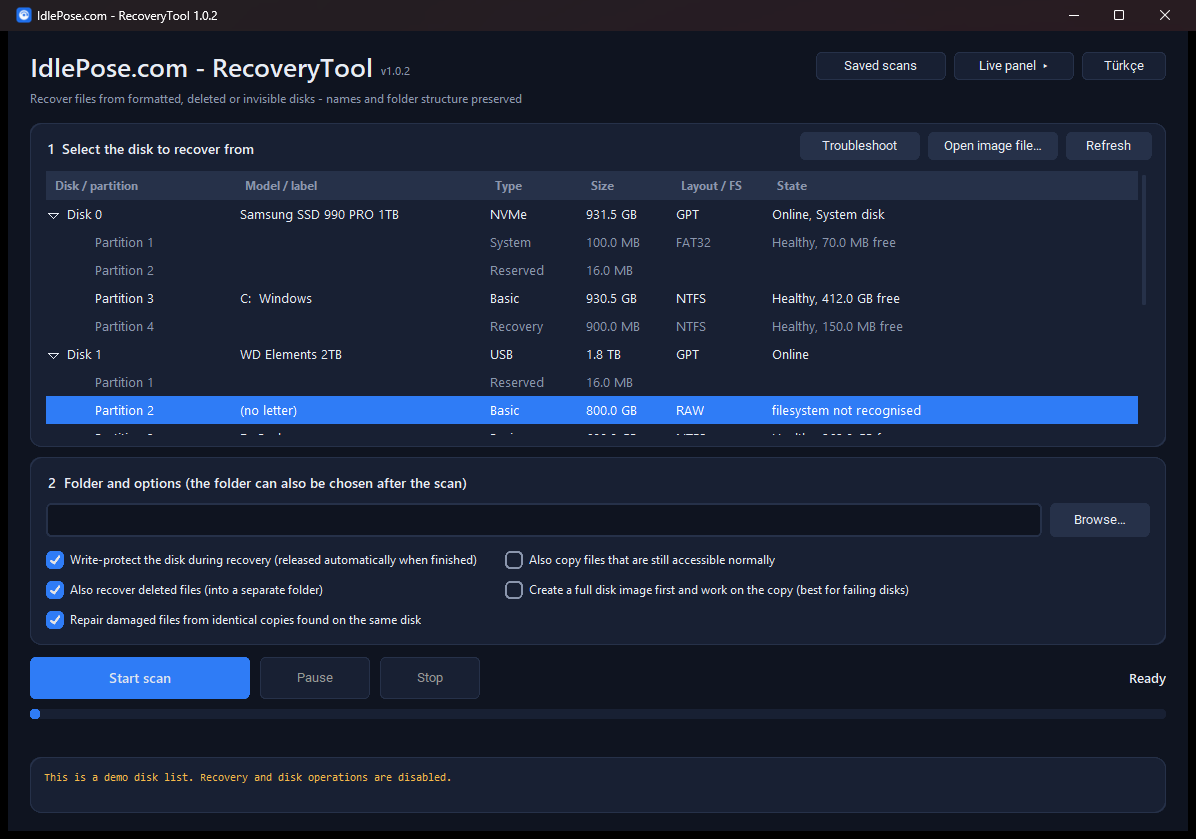 IdlePose.com - RecoveryTool 1.0.2
IdlePose.com - RecoveryTool v1.0.2
Saved scans
Live panel ▸
Türkçe
Recover files from formatted, deleted or invisible disks - names and folder structure preserved
1 Select the disk to recover from
Troubleshoot
Open image file...
Refresh
Disk / partition Model / label Type Size Layout / FS State
Disk 0 Samsung SSD 990 PRO 1TB NVMe 931.5 GB GPT Online, System disk
Partition 1 System 100.0 MB FAT32 Healthy, 70.0 MB free
Partition 2 Reserved 16.0 MB
Partition 3 C: Windows Basic 930.5 GB NTFS Healthy, 412.0 GB free
Partition 4 Recovery 900.0 MB NTFS Healthy, 150.0 MB free
Disk 1 WD Elements 2TB USB 1.8 TB GPT Online
Partition 1 Reserved 16.0 MB
Partition 2 (no letter) Basic 800.0 GB RAW filesystem not recognised
2 Folder and options (the folder can also be chosen after the scan)
Browse...
Write-protect the disk during recovery (released automatically when finished)
Also copy files that are still accessible normally
Also recover deleted files (into a separate folder)
Create a full disk image first and work on the copy (best for failing disks)
Repair damaged files from identical copies found on the same disk
Start scan
Pause
Stop
Ready
This is a demo disk list. Recovery and disk operations are disabled.